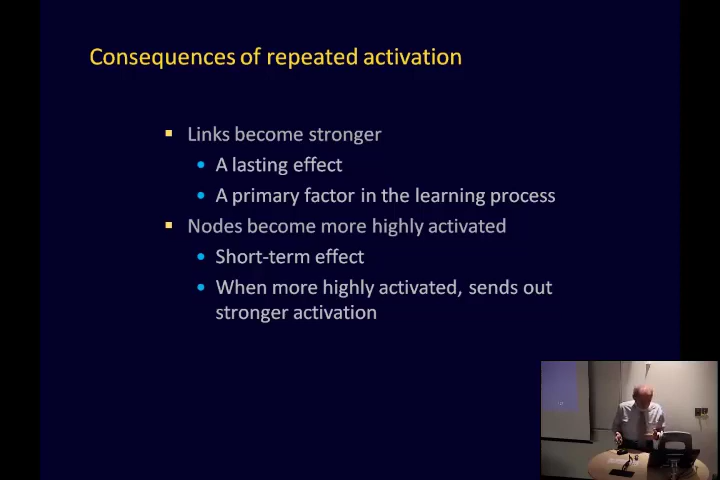 Consequences of repeated activation
Links become stronger
A lasting effect
A primary factor in the learning process
Nodes become more highly activated
Short-term effect
When more highly activated, sends out
stronger activation